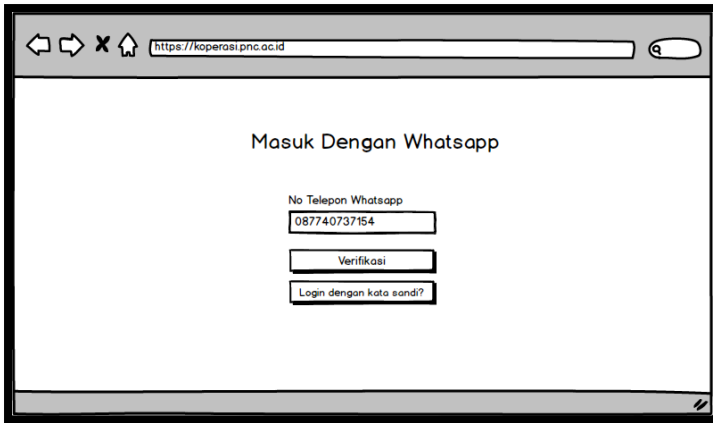 https://koperasi.pnc.ac.id
Masuk Dengan Whatsapp
No Telepon Whatsapp
087740737154
Verifikasi
Login dengan kata sandi?